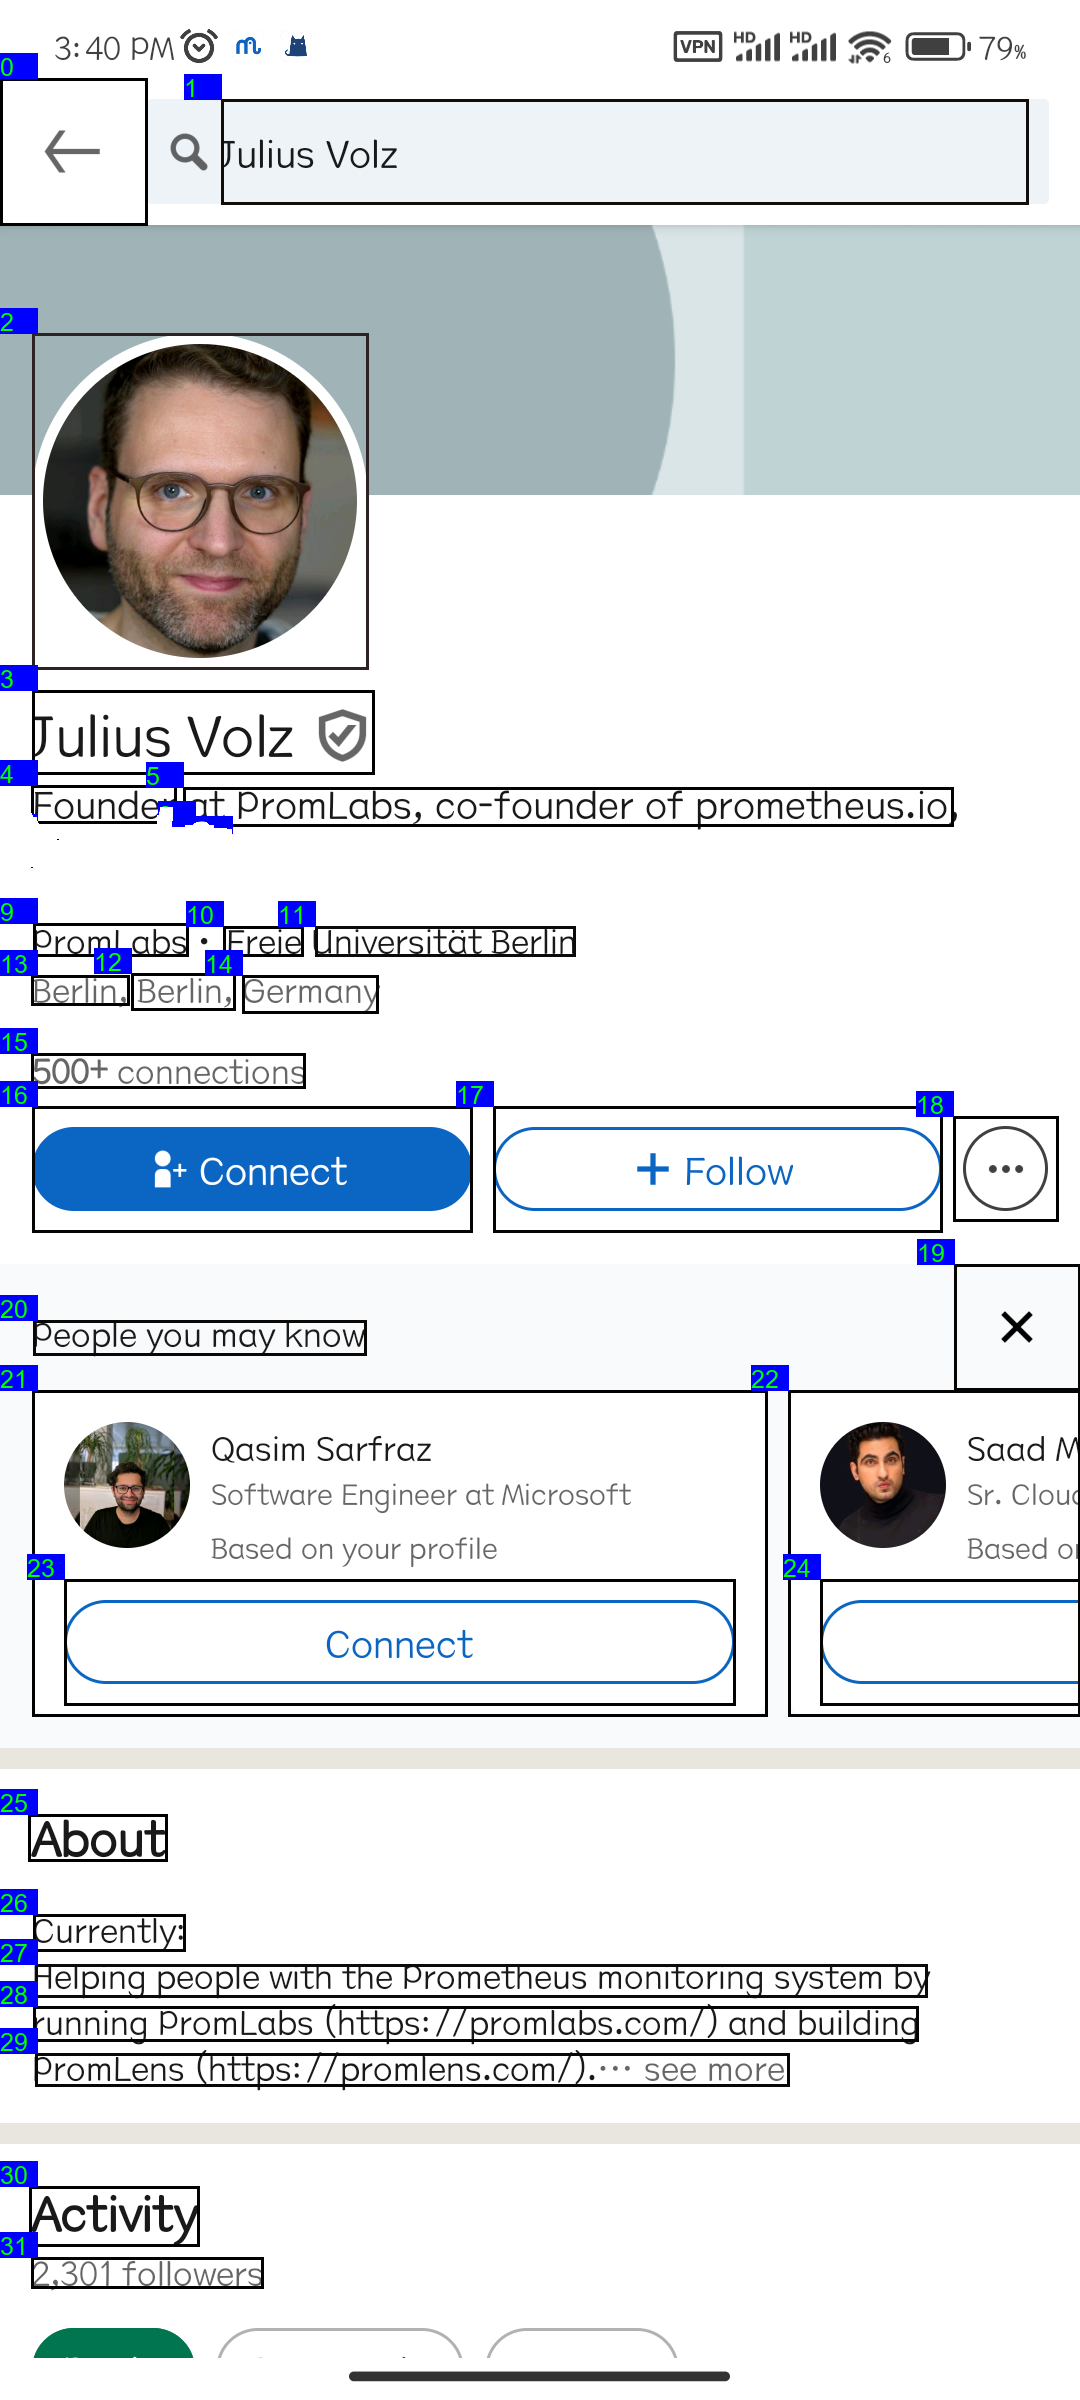 3:40 PM VPN HD HD 6 79%
0
1
Julius Volz
2
3
Julius Volz
4 5
Founder at PromLabs, co-founder of prometheus.io,
9 10 11
PromLabs · Freie Universität Berlin
13 12 14
Berlin, Berlin, Germany
15
500+ connections
16 17 18
Connect Follow
19
20
People you may know
21 22
Qasim Sarfraz Saad
Software Engineer at Microsoft Sr.
Based on your profile Based
23 24
Connect
25
About
26
Currently:
27
Helping people with the Prometheus monitoring system by
28
running PromLabs (https://promlabs.com/) and building
29
PromLens (https://promlens.com/).… see more
30
Activity
31
2,301 followers